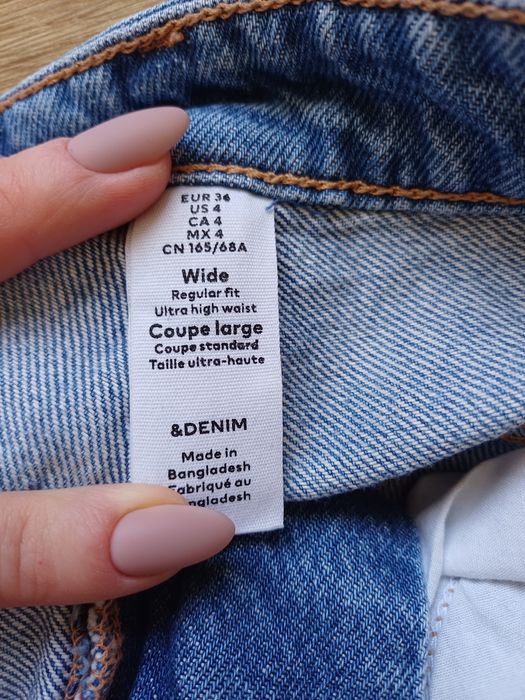 EUR 36
US 4
CA 4
MX 4
CN 165/68A
Wide
Regular fit
Ultra high waist
Coupe large
Coupe standard
Taille ultra-haute
&DENIM
Made in
Bangladesh
Fabriqué au
ngladesh